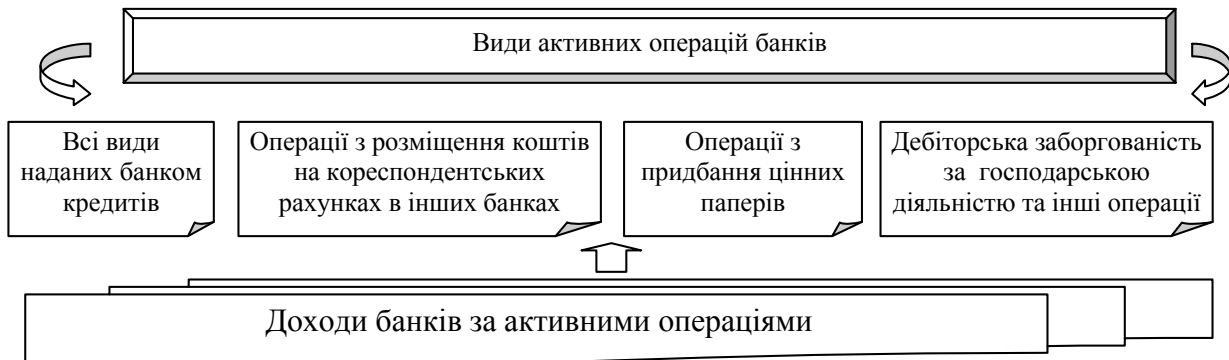 Види активних операцій банків
Всі види
наданих банком
кредитів
Операції з розміщення коштів
на кореспондентських
рахунках в інших банках
Операції з
придбання цінних
паперів
Дебіторська заборгованість
за господарською
діяльністю та інші операції
Доходи банків за активними операціями